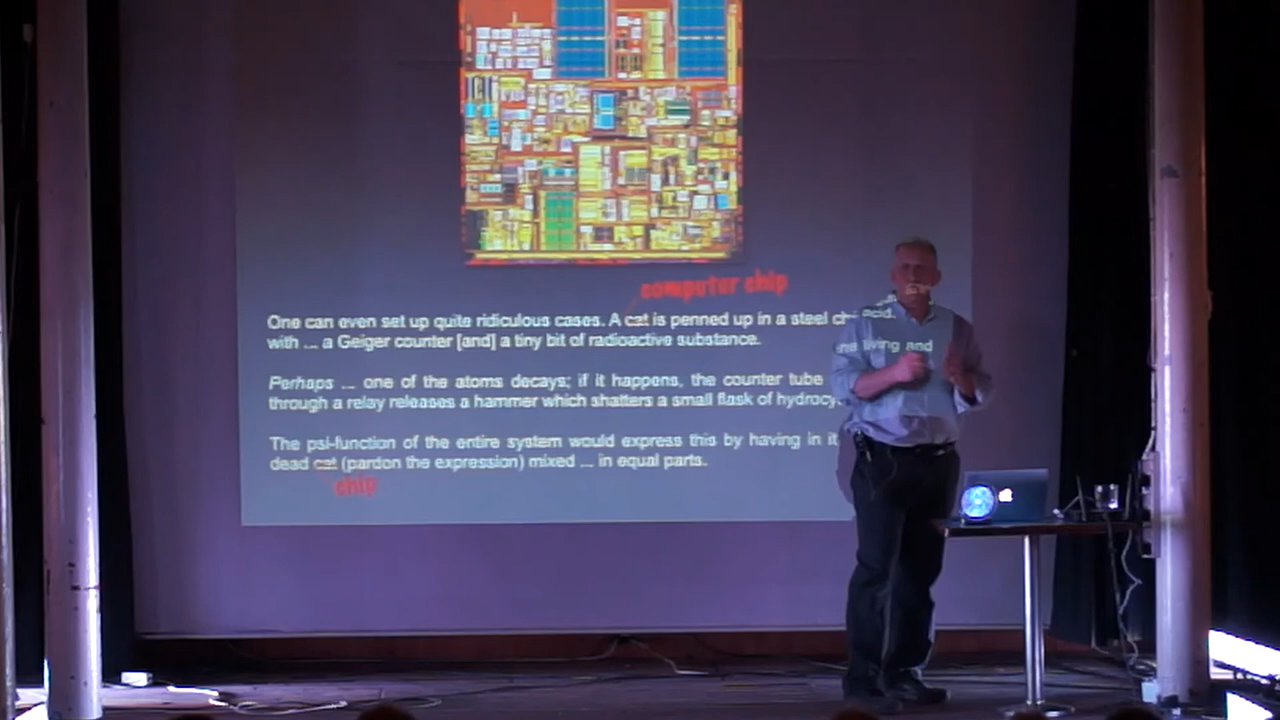 computer chip
One can even set up quite ridiculous cases. A cat is penned up in a steel
with ... a Geiger counter [and] a tiny bit of radioactive substance.
Perhaps ... one of the atoms decays; if it happens, the counter tube
through a relay releases a hammer which shatters a small flask of acid.
The psi-function of the entire system would express this by having in it living and
dead cat (pardon the expression) mixed ... in equal parts.
chip